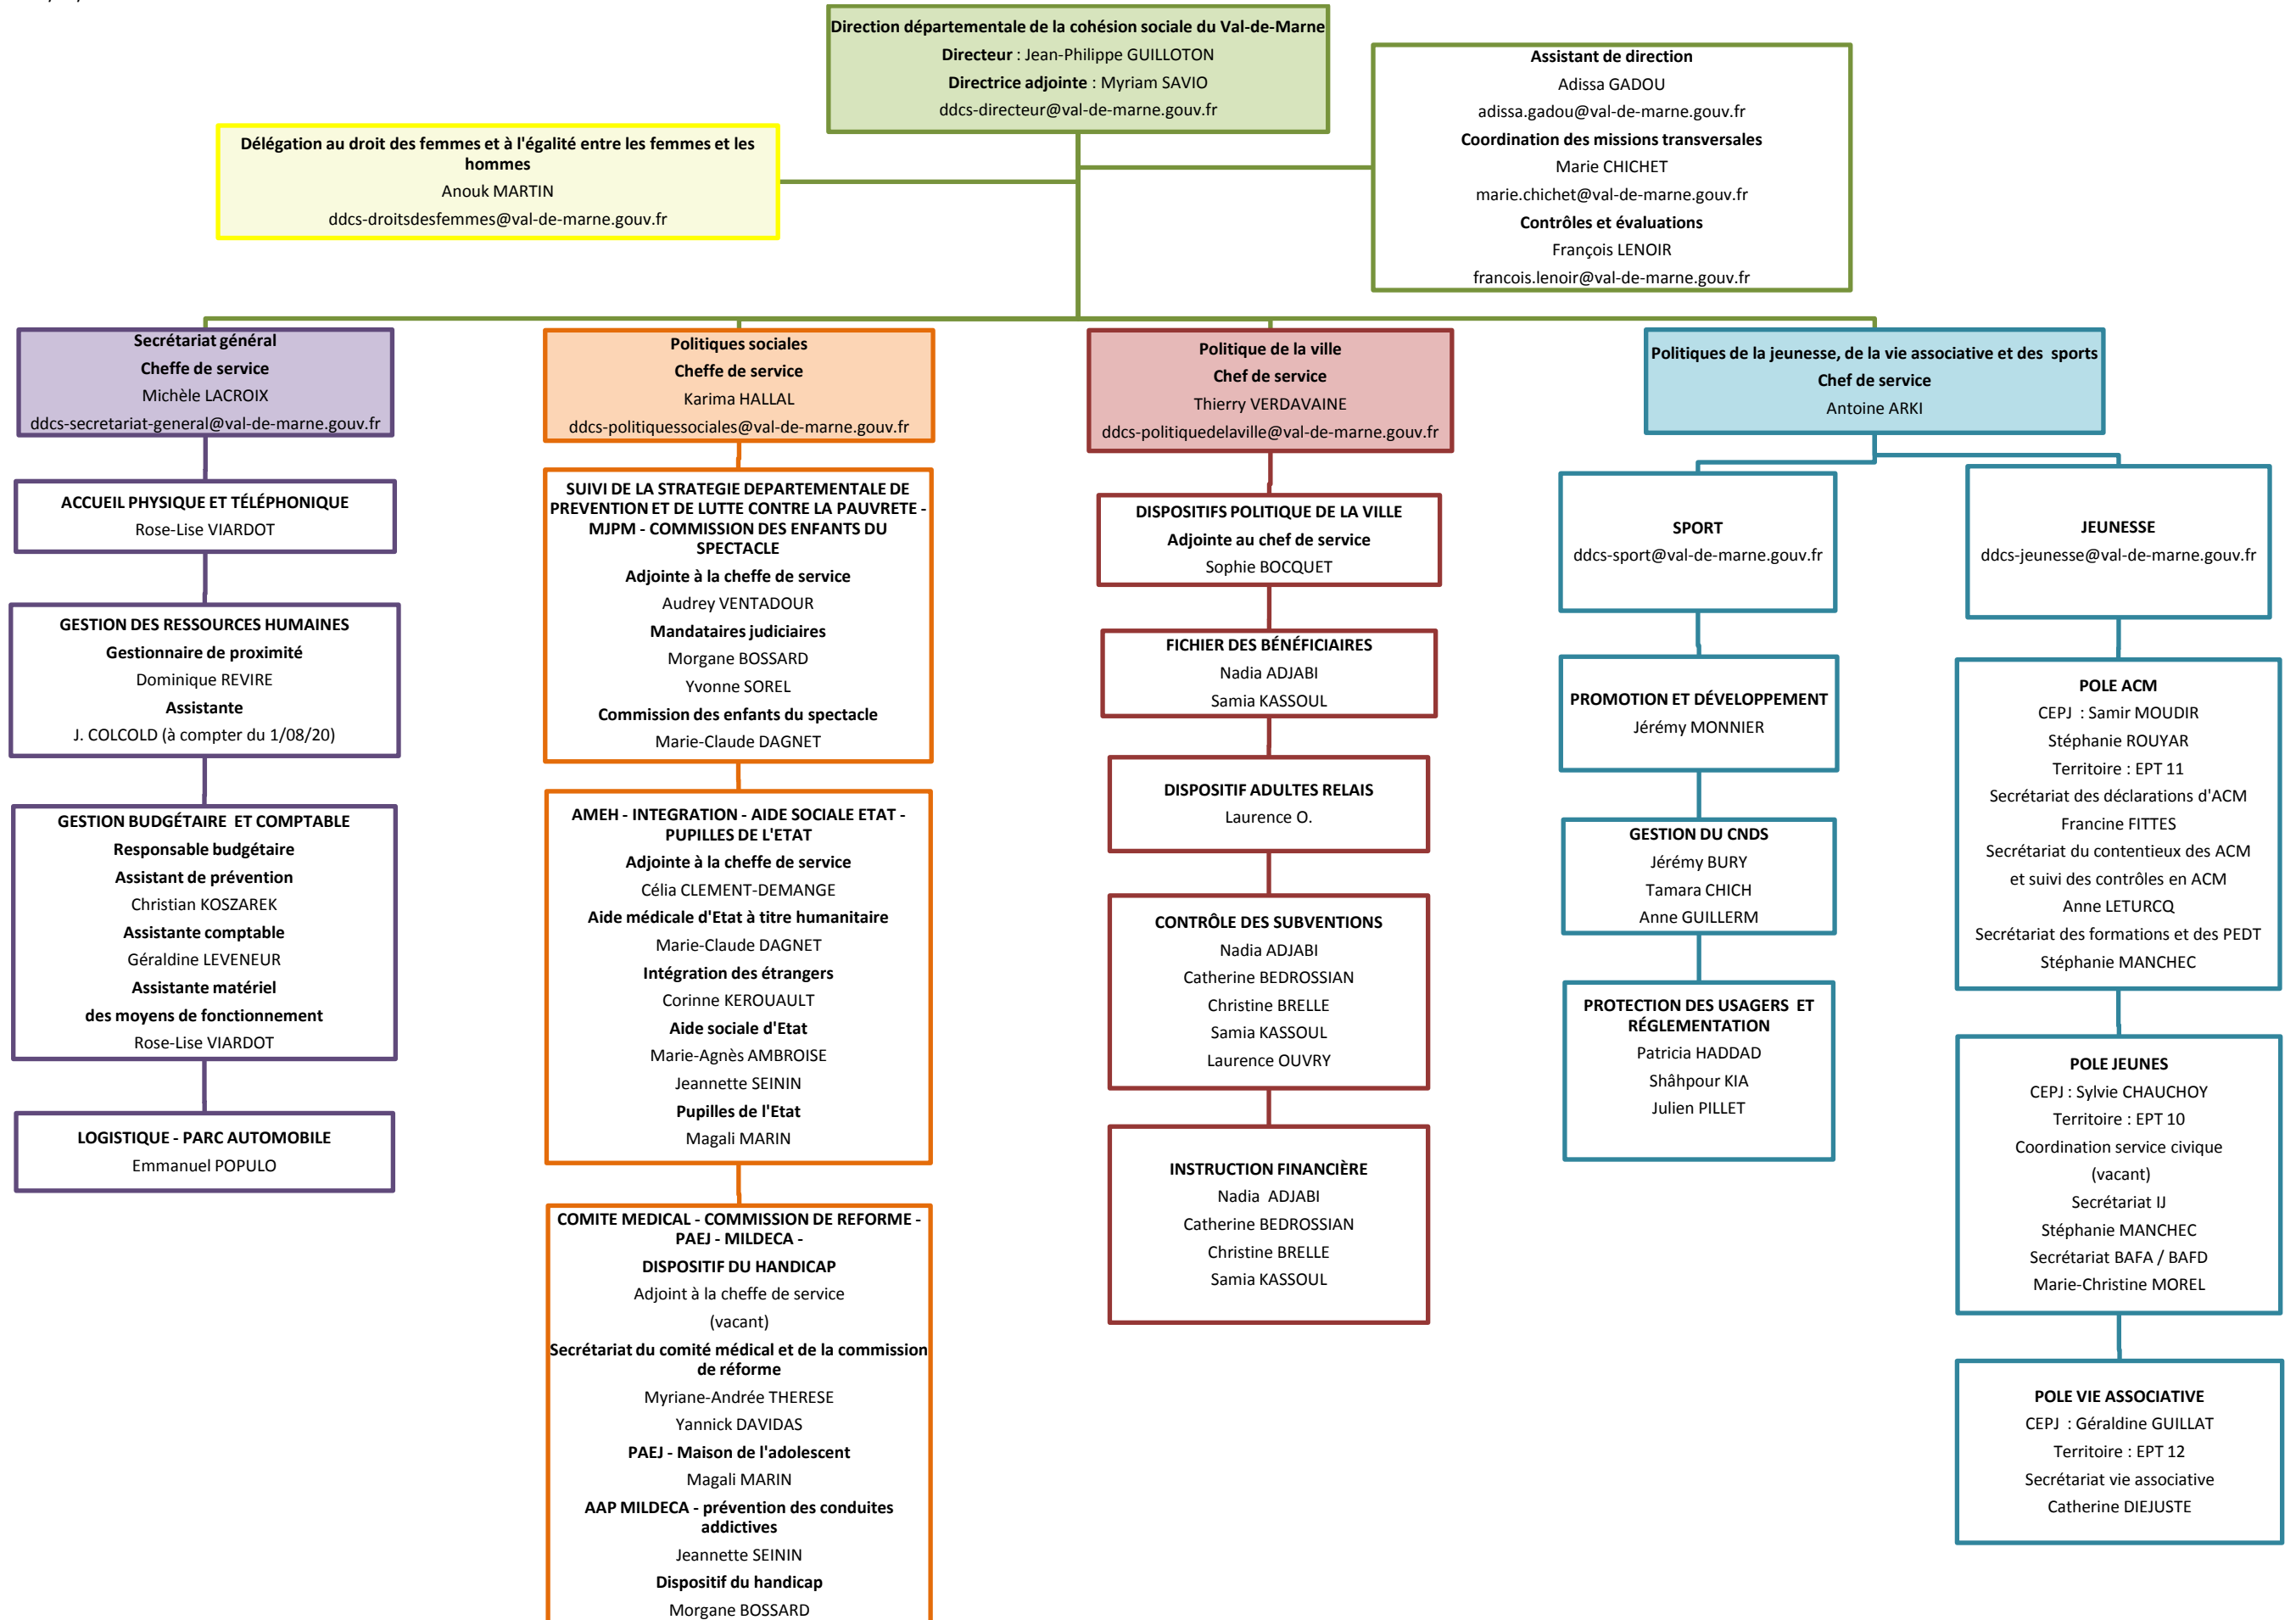 Direction départementale de la cohésion sociale du Val-de-Marne
Directeur : Jean-Philippe GUILLOTON
Directrice adjointe : Myriam SAVIO
ddcs-directeur@val-de-marne.gouv.fr
Assistant de direction
Adissa GADOU
adissa.gadou@val-de-marne.gouv.fr
Coordination des missions transversales
Marie CHICHET
marie.chichet@val-de-marne.gouv.fr
Contrôles et évaluations
François LENOIR
francois.lenoir@val-de-marne.gouv.fr
Délégation au droit des femmes et à l'égalité entre les femmes et les
hommes
Anouk MARTIN
ddcs-droitsdesfemmes@val-de-marne.gouv.fr
Secrétariat général
Cheffe de service
Michèle LACROIX
ddcs-secretariat-general@val-de-marne.gouv.fr
ACCUEIL PHYSIQUE ET TÉLÉPHONIQUE
Rose-Lise VIARDOT
GESTION DES RESSOURCES HUMAINES
Gestionnaire de proximité
Dominique REVIRE
Assistante
J. COLCOLD (à compter du 1/08/20)
GESTION BUDGÉTAIRE ET COMPTABLE
Responsable budgétaire
Assistant de prévention
Christian KOSZAREK
Assistante comptable
Géraldine LEVENEUR
Assistante matériel
des moyens de fonctionnement
Rose-Lise VIARDOT
LOGISTIQUE - PARC AUTOMOBILE
Emmanuel POPULO
Politiques sociales
Cheffe de service
Karima HALLAL
ddcs-politiquessociales@val-de-marne.gouv.fr
SUIVI DE LA STRATEGIE DEPARTEMENTALE DE
PREVENTION ET DE LUTTE CONTRE LA PAUVRETE -
MJPM - COMMISSION DES ENFANTS DU
SPECTACLE
Adjointe à la cheffe de service
Audrey VENTADOUR
Mandataires judiciaires
Morgane BOSSARD
Yvonne SOREL
Commission des enfants du spectacle
Marie-Claude DAGNET
AMEH - INTEGRATION - AIDE SOCIALE ETAT -
PUPILLES DE L'ETAT
Adjointe à la cheffe de service
Célia CLEMENT-DEMANGE
Aide médicale d'Etat à titre humanitaire
Marie-Claude DAGNET
Intégration des étrangers
Corinne KEROUAULT
Aide sociale d'Etat
Marie-Agnès AMBROISE
Jeannette SEININ
Pupilles de l'Etat
Magali MARIN
COMITE MEDICAL - COMMISSION DE REFORME -
PAEJ - MILDECA -
DISPOSITIF DU HANDICAP
Adjoint à la cheffe de service
(vacant)
Secrétariat du comité médical et de la commission
de réforme
Myriane-Andrée THERESE
Yannick DAVIDAS
PAEJ - Maison de l'adolescent
Magali MARIN
AAP MILDECA - prévention des conduites
addictives
Jeannette SEININ
Dispositif du handicap
Morgane BOSSARD
Politique de la ville
Chef de service
Thierry VERDAVAINE
ddcs-politiquedelaville@val-de-marne.gouv.fr
DISPOSITIFS POLITIQUE DE LA VILLE
Adjointe au chef de service
Sophie BOCQUET
FICHIER DES BÉNÉFICIAIRES
Nadia ADJABI
Samia KASSOUL
DISPOSITIF ADULTES RELAIS
Laurence O.
CONTRÔLE DES SUBVENTIONS
Nadia ADJABI
Catherine BEDROSSIAN
Christine BRELLE
Samia KASSOUL
Laurence OUVRY
INSTRUCTION FINANCIÈRE
Nadia ADJABI
Catherine BEDROSSIAN
Christine BRELLE
Samia KASSOUL
Politiques de la jeunesse, de la vie associative et des sports
Chef de service
Antoine ARKI
SPORT
ddcs-sport@val-de-marne.gouv.fr
PROMOTION ET DÉVELOPPEMENT
Jérémy MONNIER
GESTION DU CNDS
Jérémy BURY
Tamara CHICH
Anne GUILLERM
PROTECTION DES USAGERS ET
RÉGLEMENTATION
Patricia HADDAD
Shâhpour KIA
Julien PILLET
JEUNESSE
ddcs-jeunesse@val-de-marne.gouv.fr
POLE ACM
CEPJ : Samir MOUDIR
Stéphanie ROUYAR
Territoire : EPT 11
Secrétariat des déclarations d'ACM
Francine FITTES
Secrétariat du contentieux des ACM
et suivi des contrôles en ACM
Anne LETURCQ
Secrétariat des formations et des PEDT
Stéphanie MANCHEC
POLE JEUNES
CEPJ : Sylvie CHAUCHOY
Territoire : EPT 10
Coordination service civique
(vacant)
Secrétariat IJ
Stéphanie MANCHEC
Secrétariat BAFA / BAFD
Marie-Christine MOREL
POLE VIE ASSOCIATIVE
CEPJ : Géraldine GUILLAT
Territoire : EPT 12
Secrétariat vie associative
Catherine DIEJUSTE